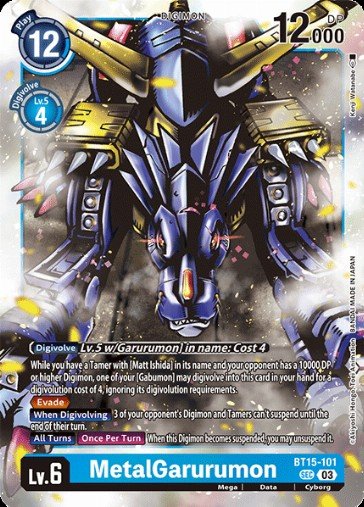 Play
12
DIGIMON
12000 DP
Digivolve
Lv.5
4
Kenji Watanabe
Digivolve Lv.5 w/[Garurumon] in name: Cost 4
While you have a Tamer with [Matt Ishida] in its name and your opponent has a 10000 DP
or higher Digimon, one of your [Gabumon] may digivolve into this card in your hand for a
digivolution cost of 4, ignoring its digivolution requirements.
Evade
When Digivolving 3 of your opponent's Digimon and Tamers can't suspend until the
end of their turn.
All Turns Once Per Turn When this Digimon becomes suspended, you may unsuspend it.
BANDAI MADE IN JAPAN
Lv.6
MetalGarurumon
BT15-101
SEC 03
Mega | Data | Cyborg